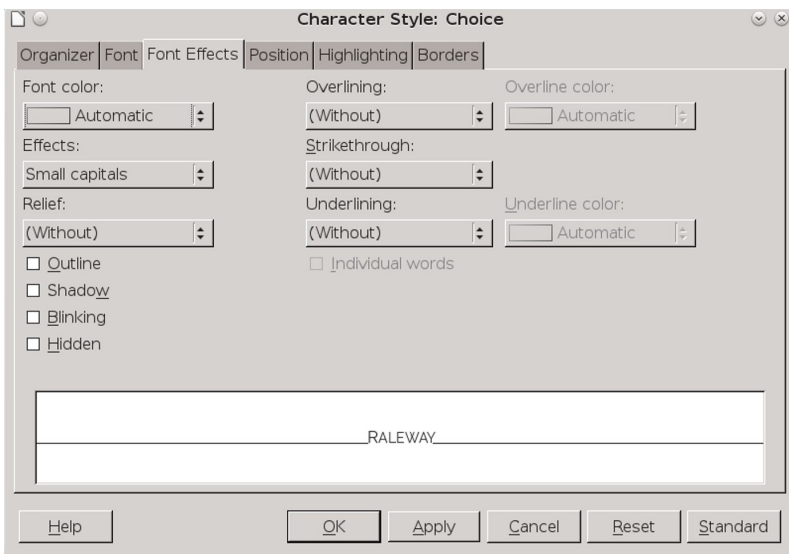 Character Style: Choice
Organizer Font Font Effects Position Highlighting Borders
Font color: Overlining: Overline color:
Automatic (Without) Automatic
Effects: Strikethrough:
Small capitals (Without)
Relief: Underlining: Underline color:
(Without) (Without) Automatic
Outline Individual words
Shadow
Blinking
Hidden
RALEWAY
Help OK Apply Cancel Reset Standard